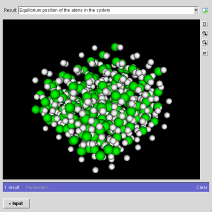 Result: Equilibrium position of the atoms in the system.
1 result Parameters... Clear
< Input